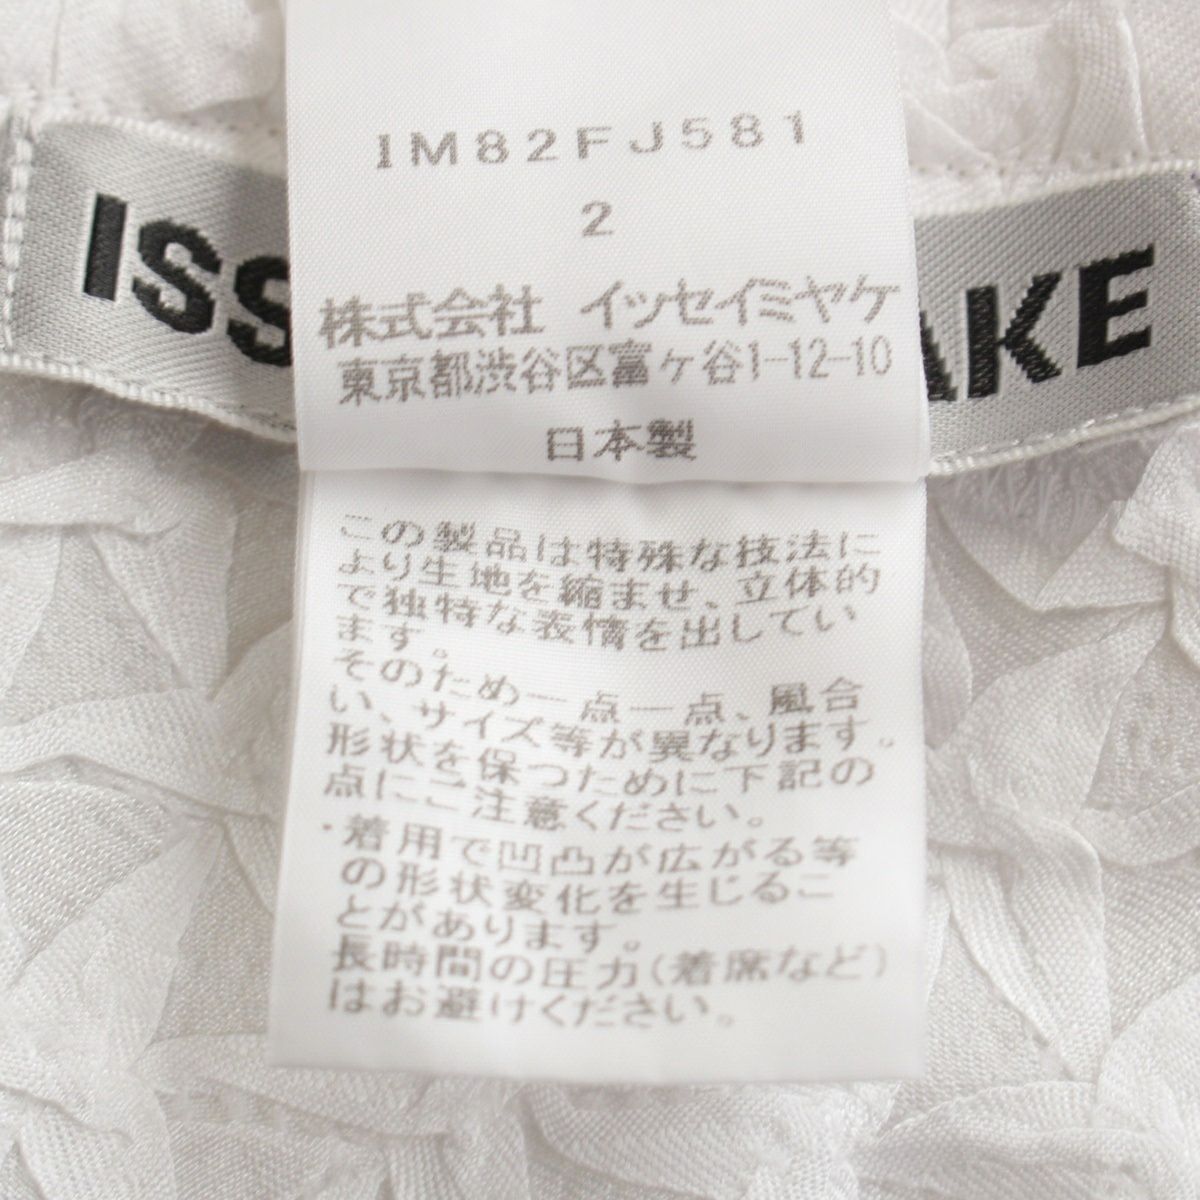 IM82FJ581
2
ISS AKE
株式会社 イッセイミヤケ
東京都渋谷区富ヶ谷1-12-10
日本製
この製品は特殊な技法に
より生地を縮ませ、立体的
で独特な表情を出してい
ます。
そのため一点一点、風合
い、サイズ等が異なります。
形状を保つために下記の
点にご注意ください。
・着用で凹凸が広がる等
の形状変化を生じるこ
とがあります。
長時間の圧力(着席など)
はお避けください。